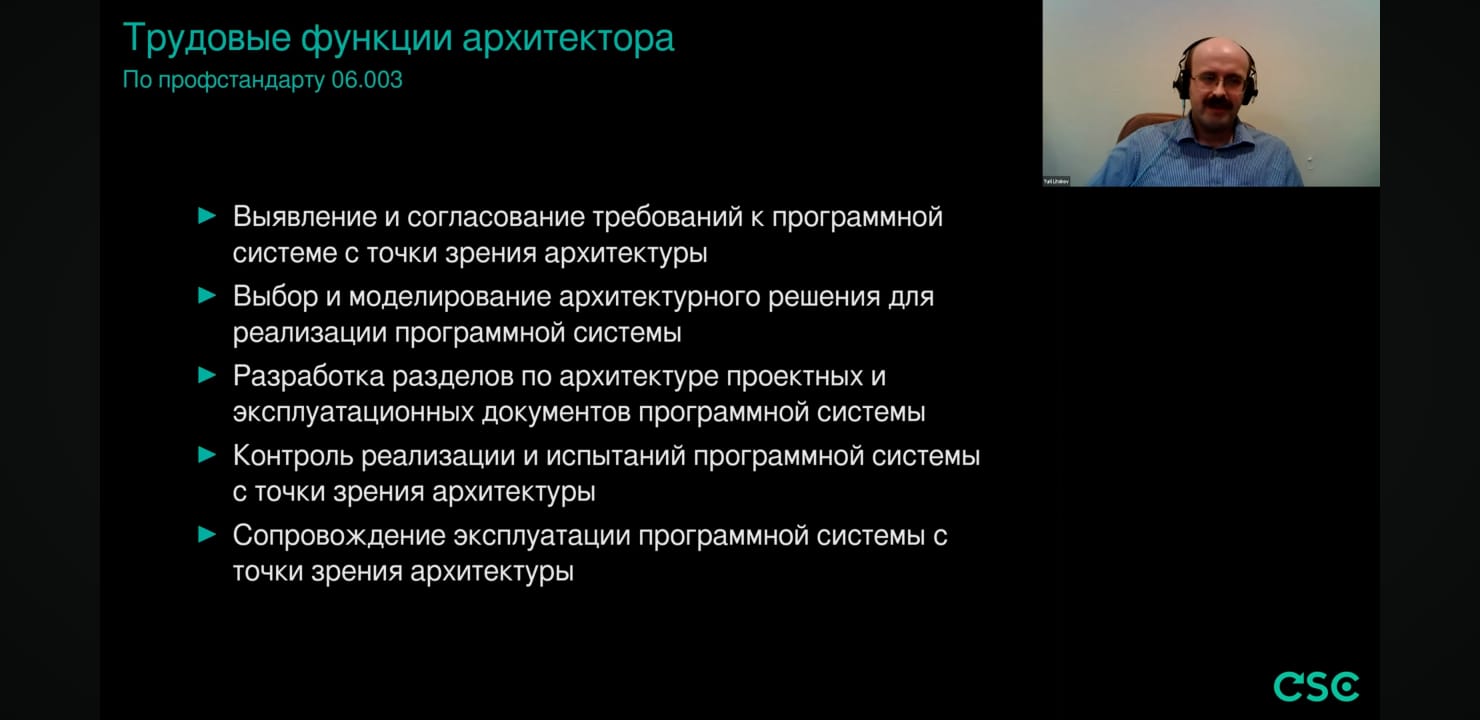 Трудовые функции архитектора
По профстандарту 06.003
► Выявление и согласование требований к программной
системе с точки зрения архитектуры
► Выбор и моделирование архитектурного решения для
реализации программной системы
► Разработка разделов по архитектуре проектных и
эксплуатационных документов программной системы
► Контроль реализации и испытаний программной системы
с точки зрения архитектуры
► Сопровождение эксплуатации программной системы с
точки зрения архитектуры
CSC